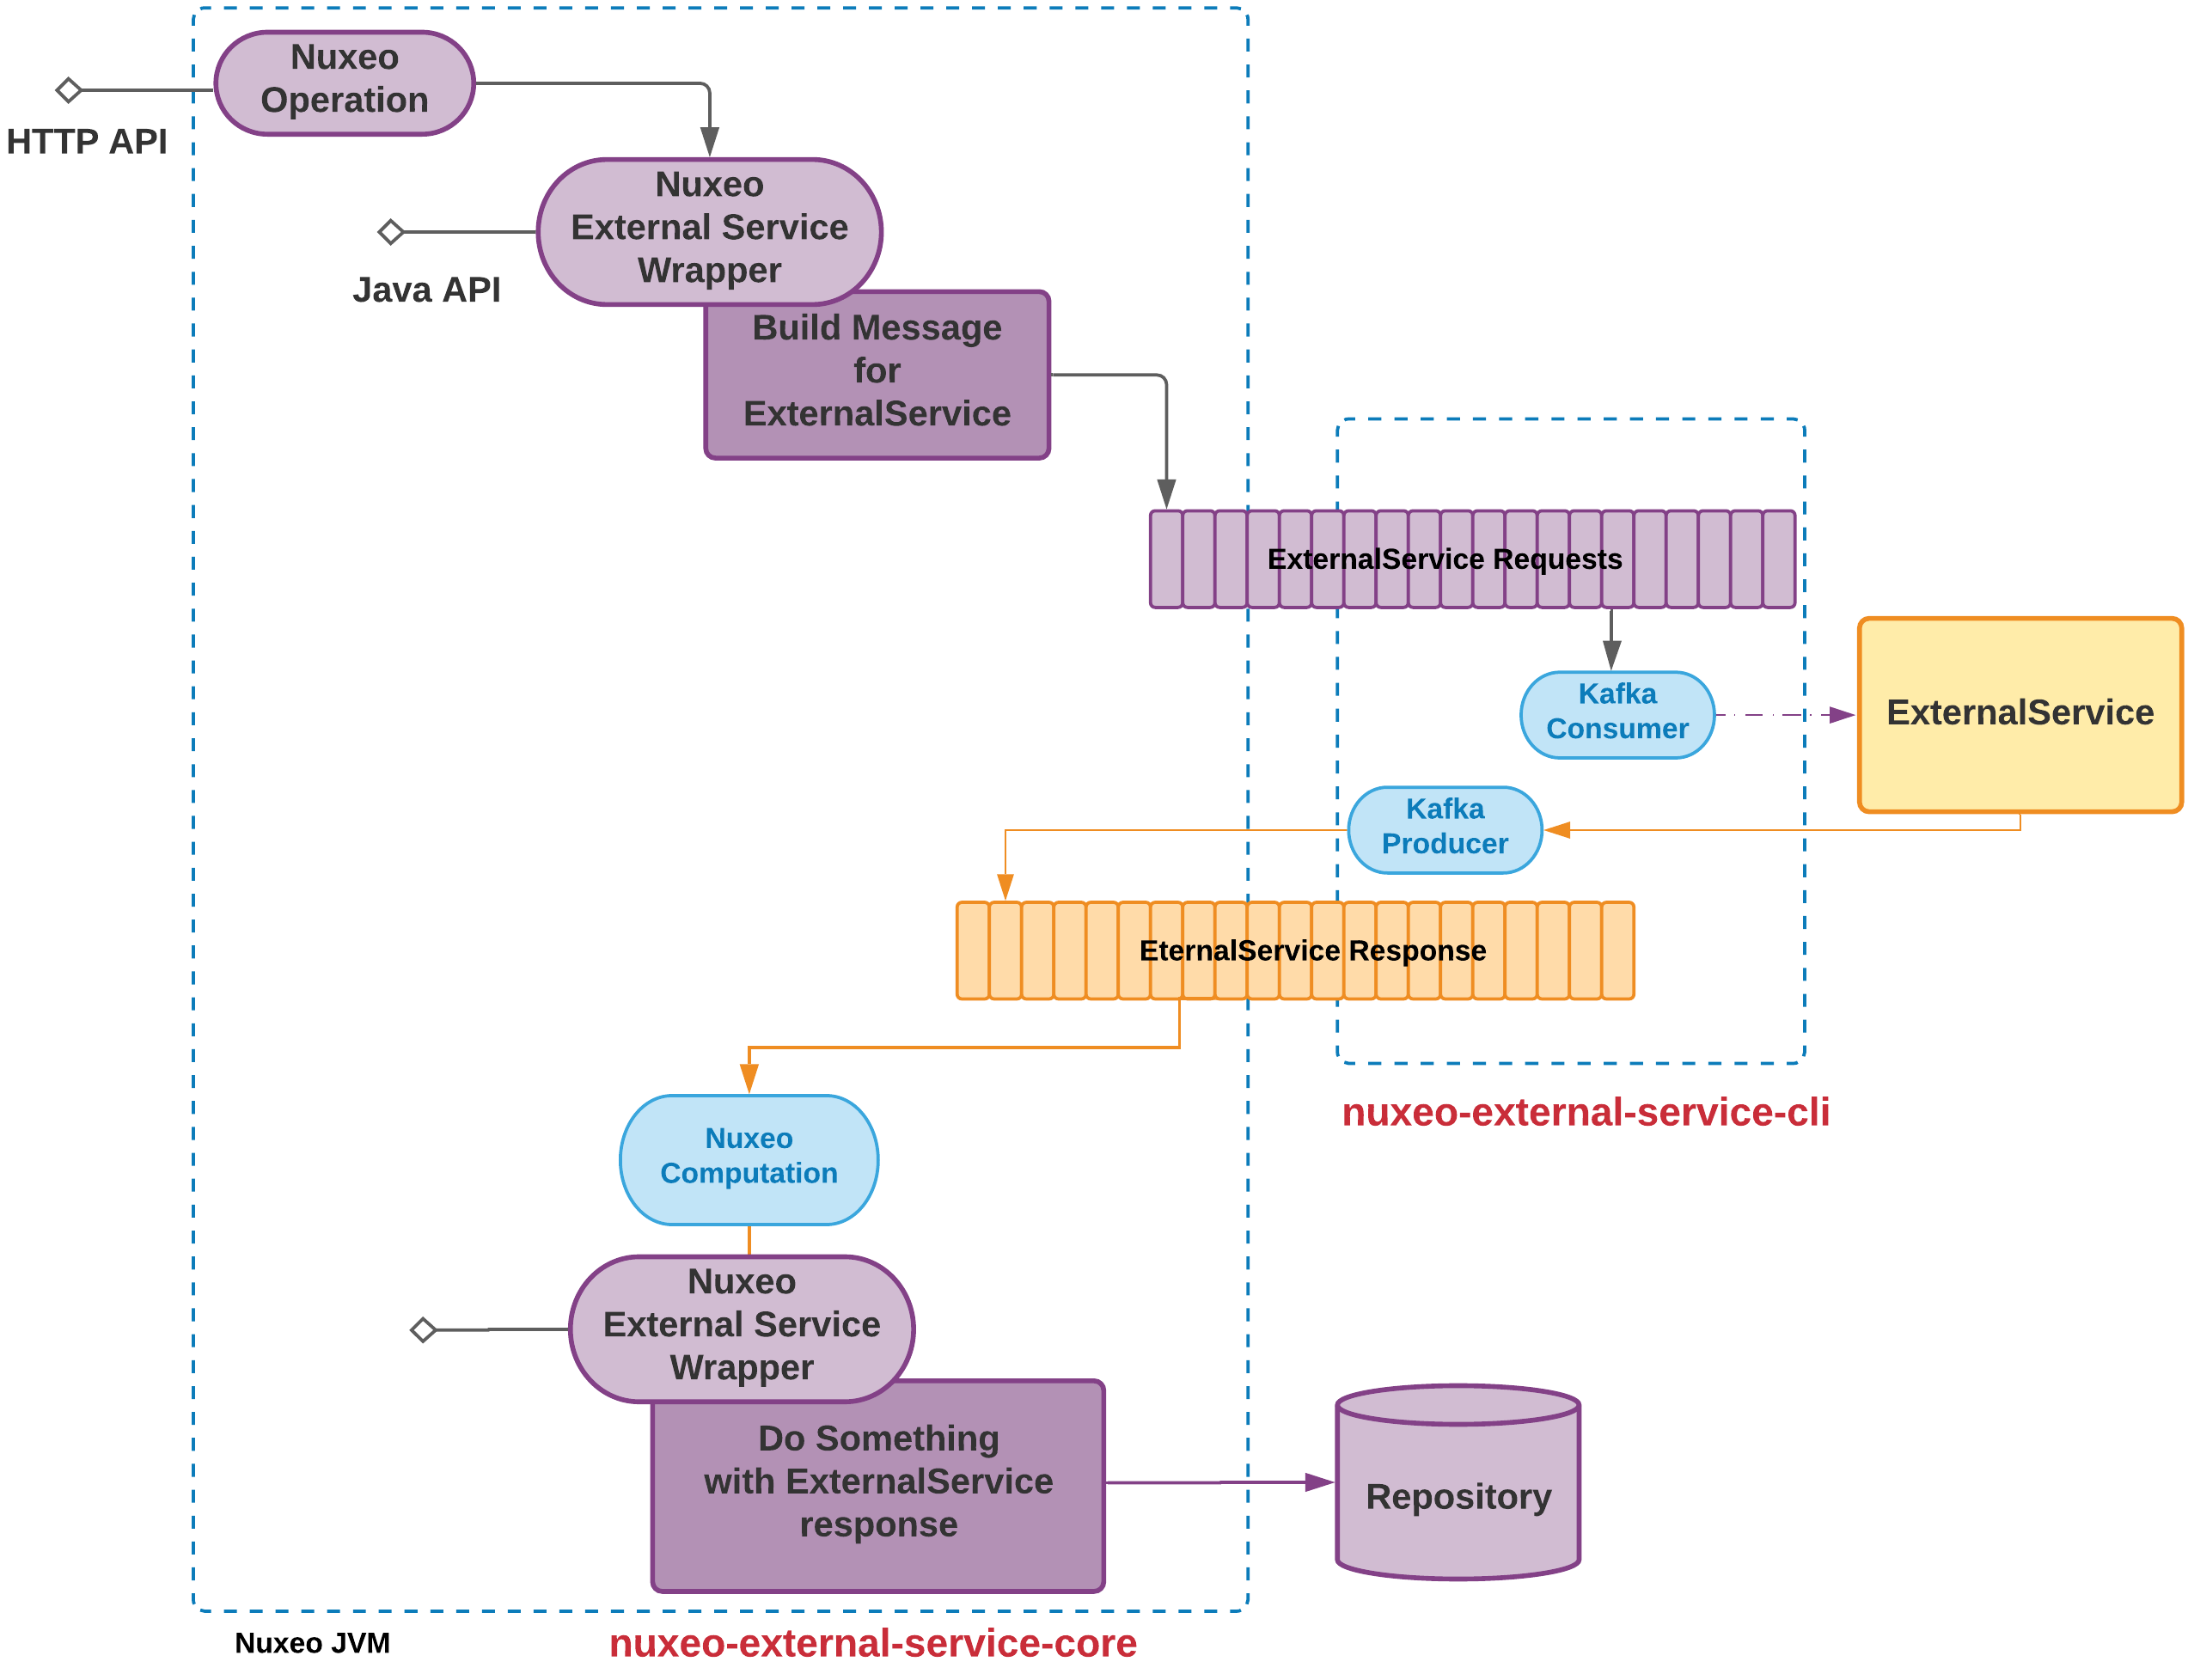 Nuxeo
Operation
HTTP API
Nuxeo
External Service
Wrapper
Java API
Build Message
for
ExternalService
ExternalService Requests
Kafka
Consumer
ExternalService
Kafka
Producer
EternalService Response
nuxeo-external-service-cli
Nuxeo
Computation
Nuxeo
External Service
Wrapper
Do Something
with ExternalService
response
Repository
Nuxeo JVM
nuxeo-external-service-core